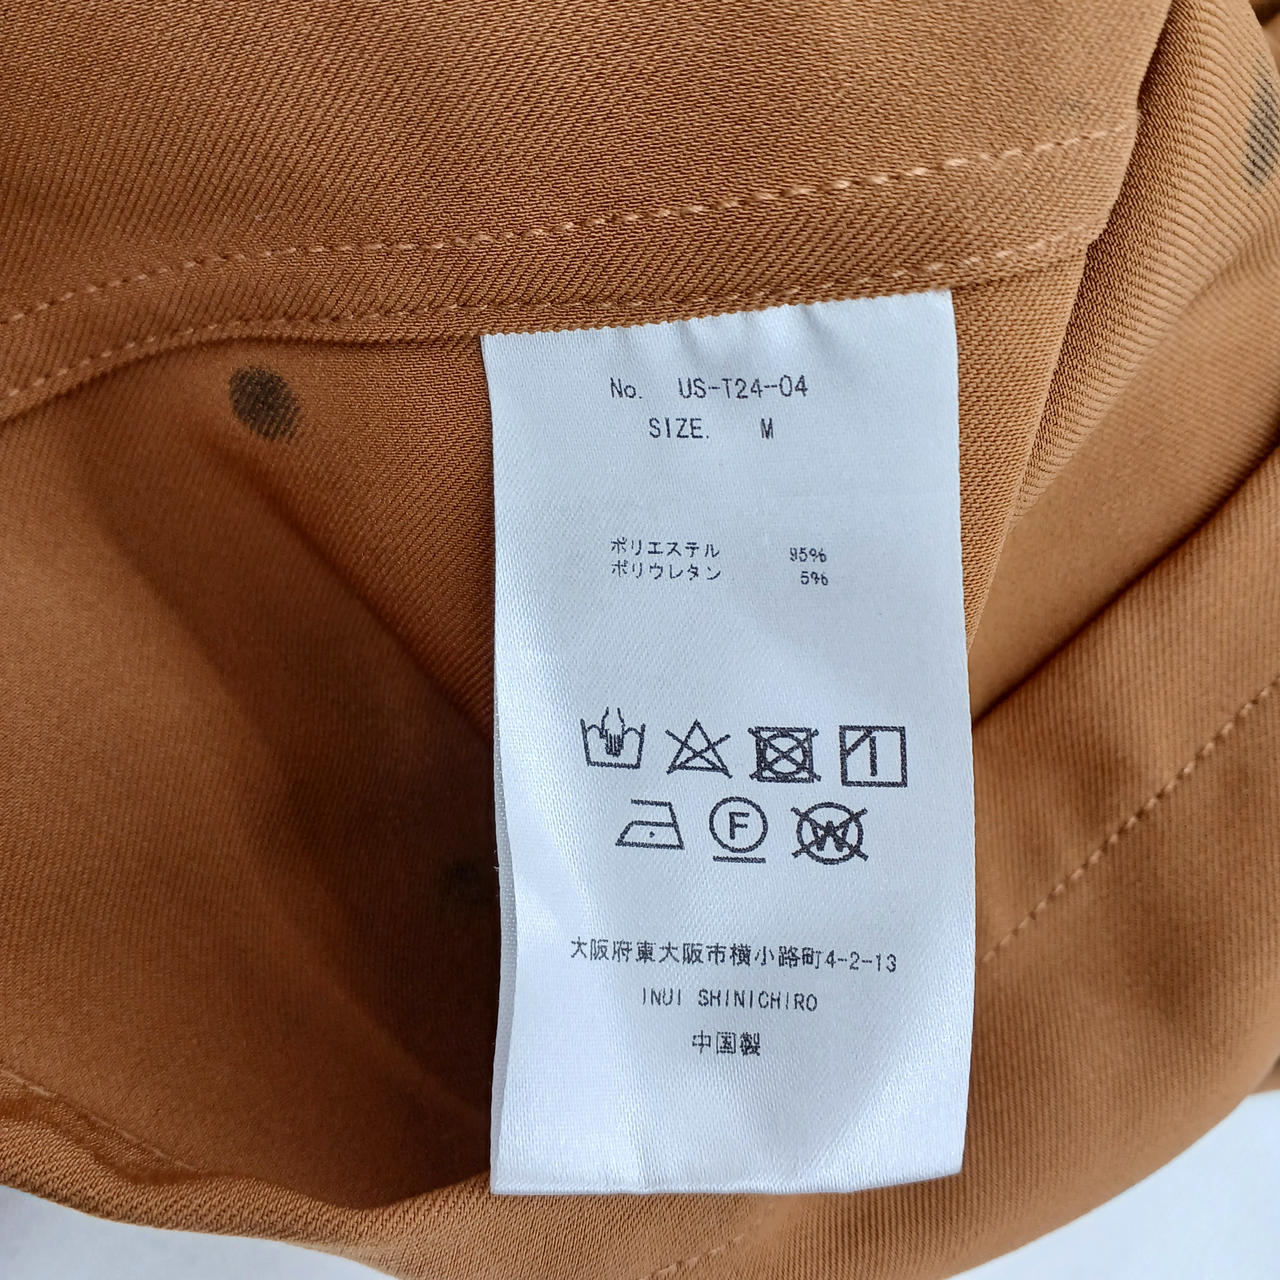 No. US-T24-04
SIZE. M
ポリエステル 95%
ポリウレタン 5%
F
W
大阪府東大阪市横小路町4-2-13
INUI SHINICHIRO
中国製